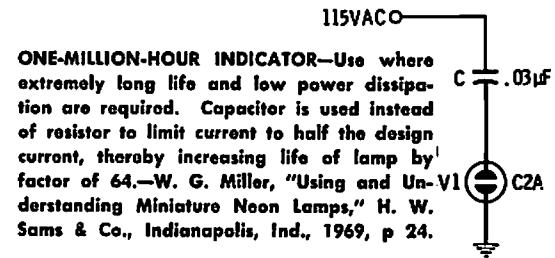 115VAC
ONE-MILLION-HOUR INDICATOR—Use where
extremely long life and low power dissipa-
tion are required. Capacitor is used instead
of resistor to limit current to half the design
current, thereby increasing life of lamp by
factor of 64.—W. G. Miller, "Using and Un-
derstanding Miniature Neon Lamps," H. W.
Sams & Co., Indianapolis, Ind., 1969, p 24.
C .03μF
V1 C2A